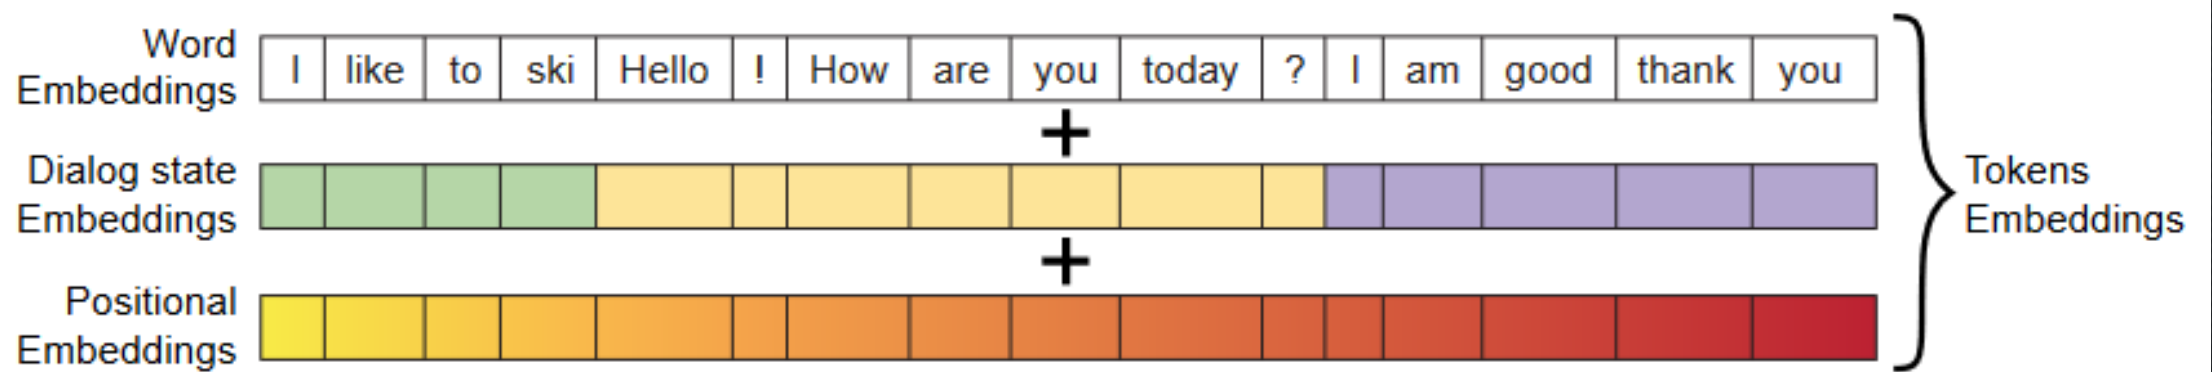 Word
Embeddings
I like to ski Hello ! How are you today ? I am good thank you
+
Dialog state
Embeddings
+
Positional
Embeddings
Tokens
Embeddings